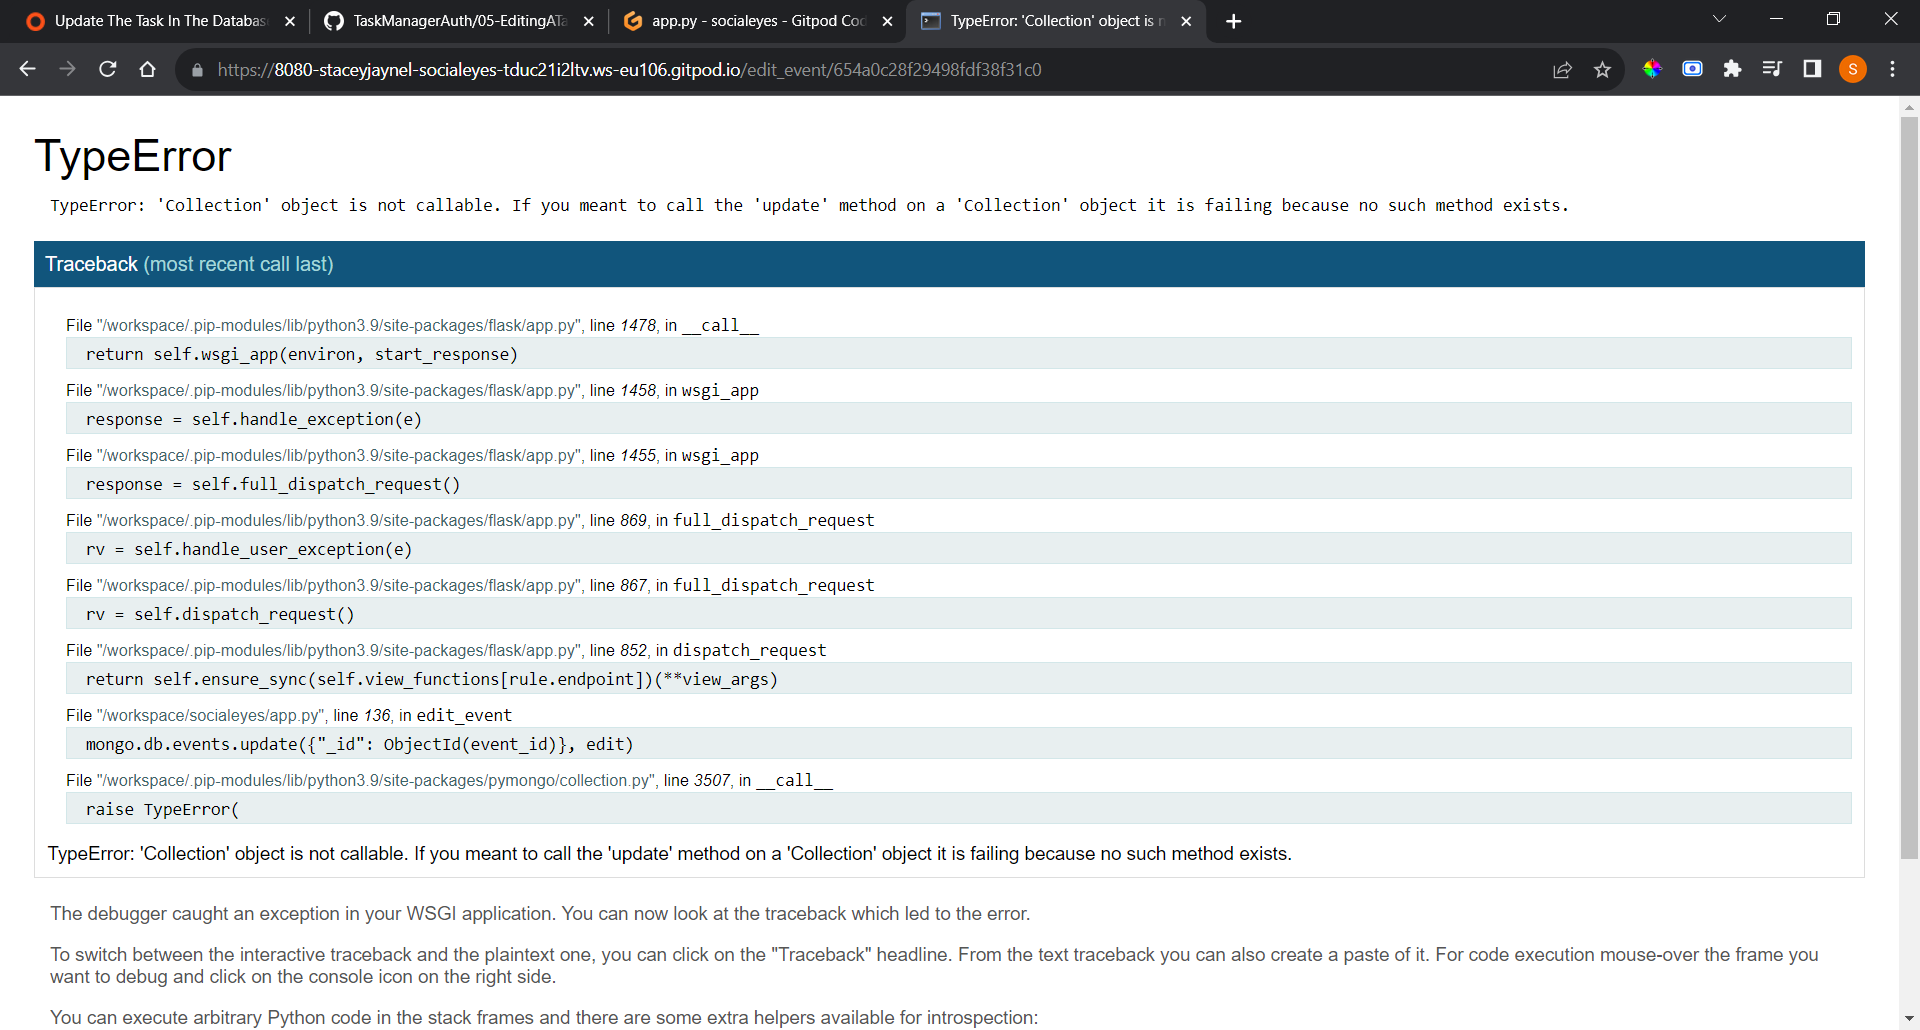 Update The Task In The Databas
TaskManagerAuth/05-EditingATa
app.py - socialeyes - Gitpod Cod
TypeError: 'Collection' object is n
https://8080-staceyjaynel-socialeyes-tduc21i2ltv.ws-eu106.gitpod.io/edit_event/654a0c28f29498fdf38f31c0
S
TypeError
TypeError: 'Collection' object is not callable. If you meant to call the 'update' method on a 'Collection' object it is failing because no such method exists.
Traceback (most recent call last)
File "/workspace/.pip-modules/lib/python3.9/site-packages/flask/app.py", line 1478, in __call__
return self.wsgi_app(environ, start_response)
File "/workspace/.pip-modules/lib/python3.9/site-packages/flask/app.py", line 1458, in wsgi_app
response = self.handle_exception(e)
File "/workspace/.pip-modules/lib/python3.9/site-packages/flask/app.py", line 1455, in wsgi_app
response = self.full_dispatch_request()
File "/workspace/.pip-modules/lib/python3.9/site-packages/flask/app.py", line 869, in full_dispatch_request
rv = self.handle_user_exception(e)
File "/workspace/.pip-modules/lib/python3.9/site-packages/flask/app.py", line 867, in full_dispatch_request
rv = self.dispatch_request()
File "/workspace/.pip-modules/lib/python3.9/site-packages/flask/app.py", line 852, in dispatch_request
return self.ensure_sync(self.view_functions[rule.endpoint])(**view_args)
File "/workspace/socialeyes/app.py", line 136, in edit_event
mongo.db.events.update({"_id": ObjectId(event_id)}, edit)
File "/workspace/.pip-modules/lib/python3.9/site-packages/pymongo/collection.py", line 3507, in __call__
raise TypeError(
TypeError: 'Collection' object is not callable. If you meant to call the 'update' method on a 'Collection' object it is failing because no such method exists.
The debugger caught an exception in your WSGI application. You can now look at the traceback which led to the error.
To switch between the interactive traceback and the plaintext one, you can click on the "Traceback" headline. From the text traceback you can also create a paste of it. For code execution mouse-over the frame you
want to debug and click on the console icon on the right side.
You can execute arbitrary Python code in the stack frames and there are some extra helpers available for introspection: